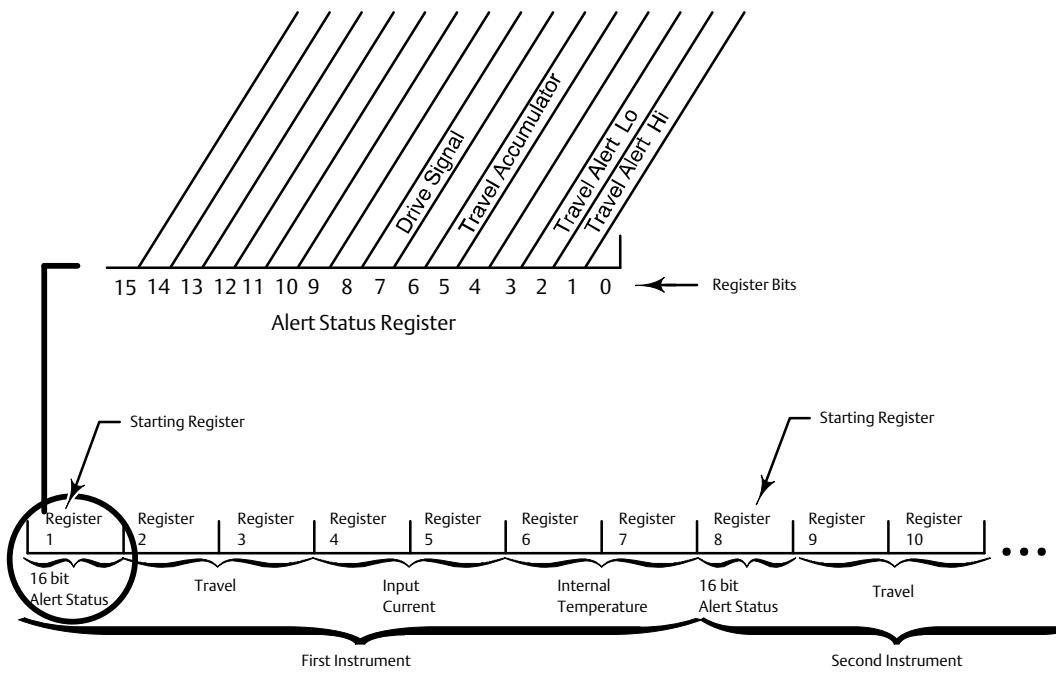 Drive Signal
Travel Accumulator
Travel Alert Lo
Travel Alert Hi
15 14 13 12 11 10 9 8 7 6 5 4 3 2 1 0
Register Bits
Alert Status Register
Starting Register
Starting Register
Register 1
Register 2
Register 3
Register 4
Register 5
Register 6
Register 7
Register 8
Register 9
Register 10
16 bit
Alert Status
Travel
Input
Current
Internal
Temperature
16 bit
Alert Status
Travel
First Instrument
Second Instrument